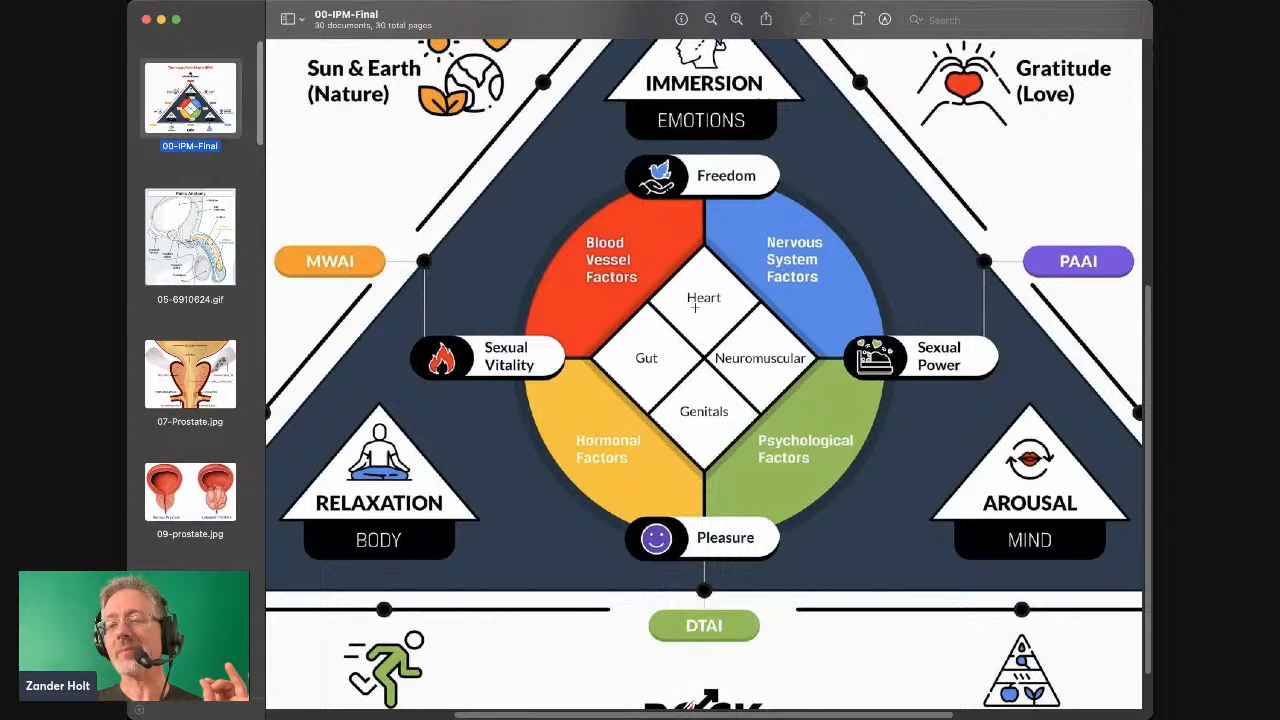 00-IPM-Final
30 documents, 30 total pages
Search
00-IPM-Final
05-6910624.gif
07-Prostate.jpg
09-prostate.jpg
Sun & Earth
(Nature)
IMMERSION
EMOTIONS
Gratitude
(Love)
Freedom
Blood
Vessel
Factors
Nervous
System
Factors
MWAI
PAAI
Heart
Sexual
Vitality
Gut
Neuromuscular
Sexual
Power
Genitals
Hormonal
Factors
Psychological
Factors
RELAXATION
BODY
AROUSAL
MIND
Pleasure
DTAI
Zander Holt